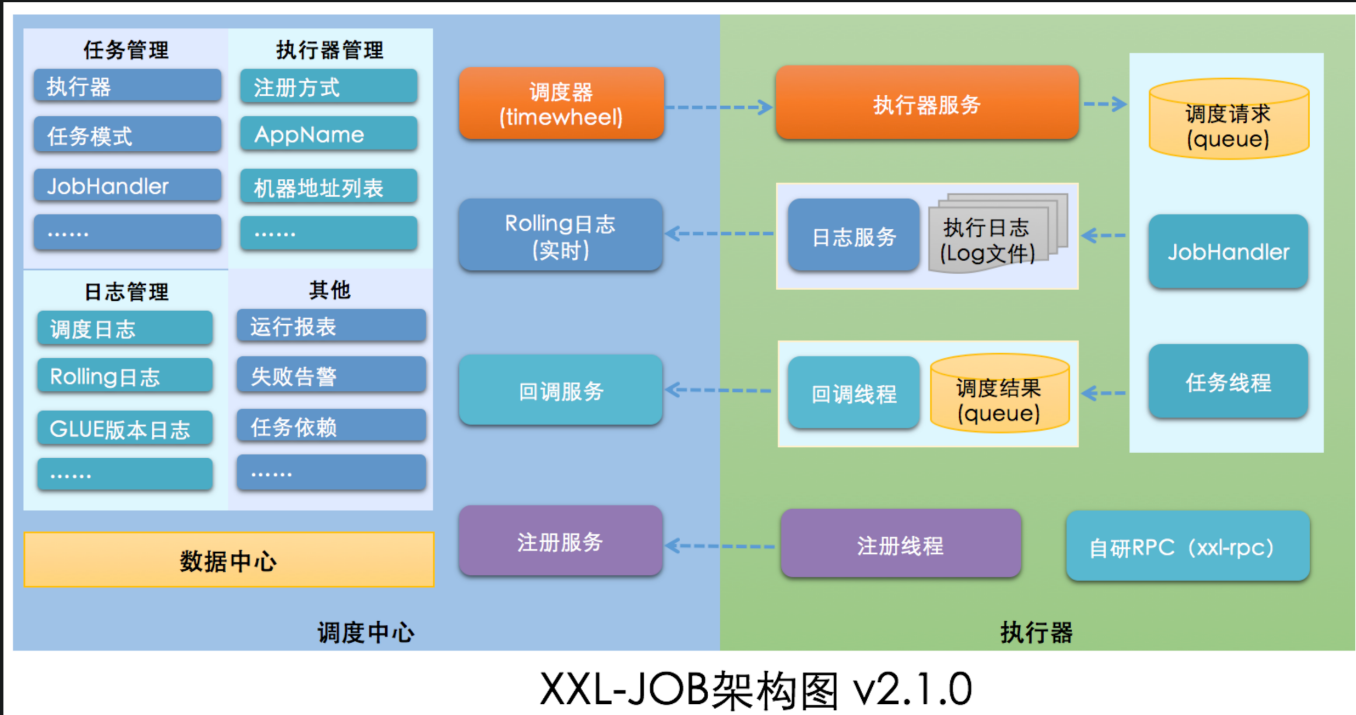 任务管理
执行器
任务模式
JobHandler
……
执行器管理
注册方式
AppName
机器地址列表
……
日志管理
调度日志
Rolling日志
GLUE版本日志
……
其他
运行报表
失败告警
任务依赖
……
数据中心
调度器
(timewheel)
Rolling日志
(实时)
回调服务
注册服务
调度中心
执行器服务
日志服务
执行日志
(Log文件)
回调线程
调度结果
(queue)
注册线程
调度请求
(queue)
JobHandler
任务线程
自研RPC（xxl-rpc）
执行器
XXL-JOB架构图 v2.1.0